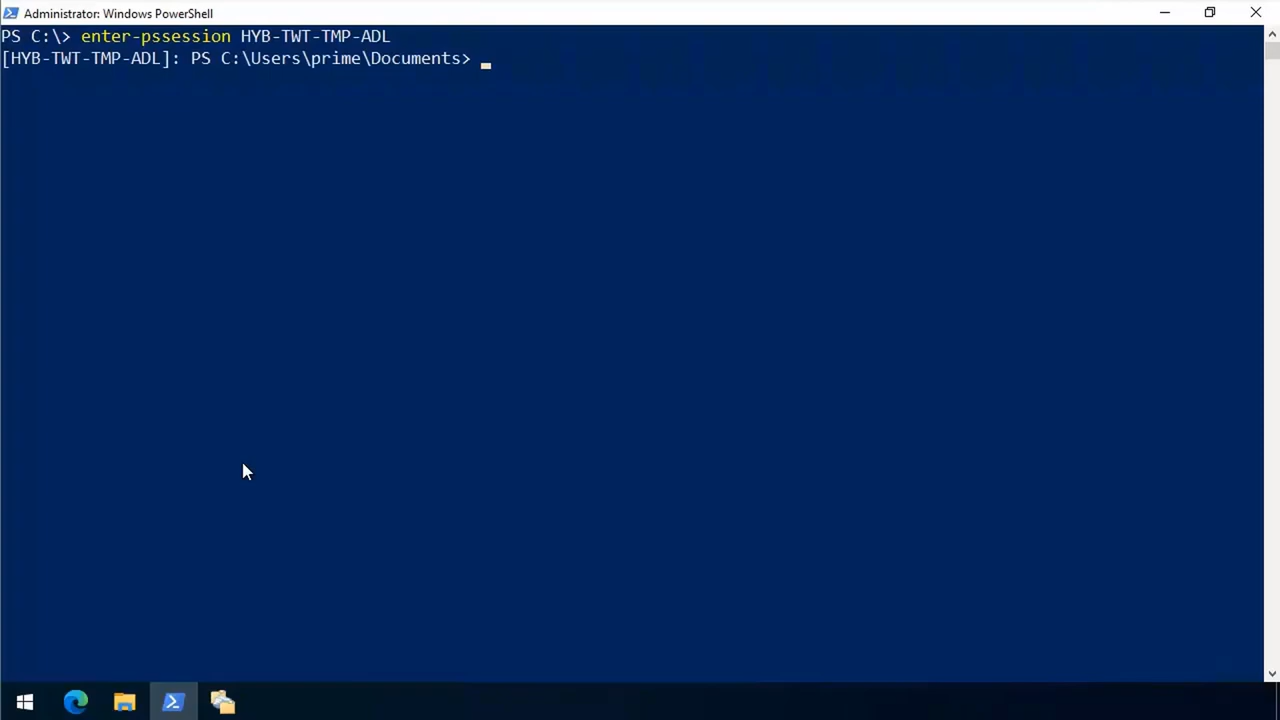 Administrator: Windows PowerShell
PS C:\> enter-pssession HYB-TWT-TMP-ADL
[HYB-TWT-TMP-ADL]: PS C:\Users\prime\Documents>